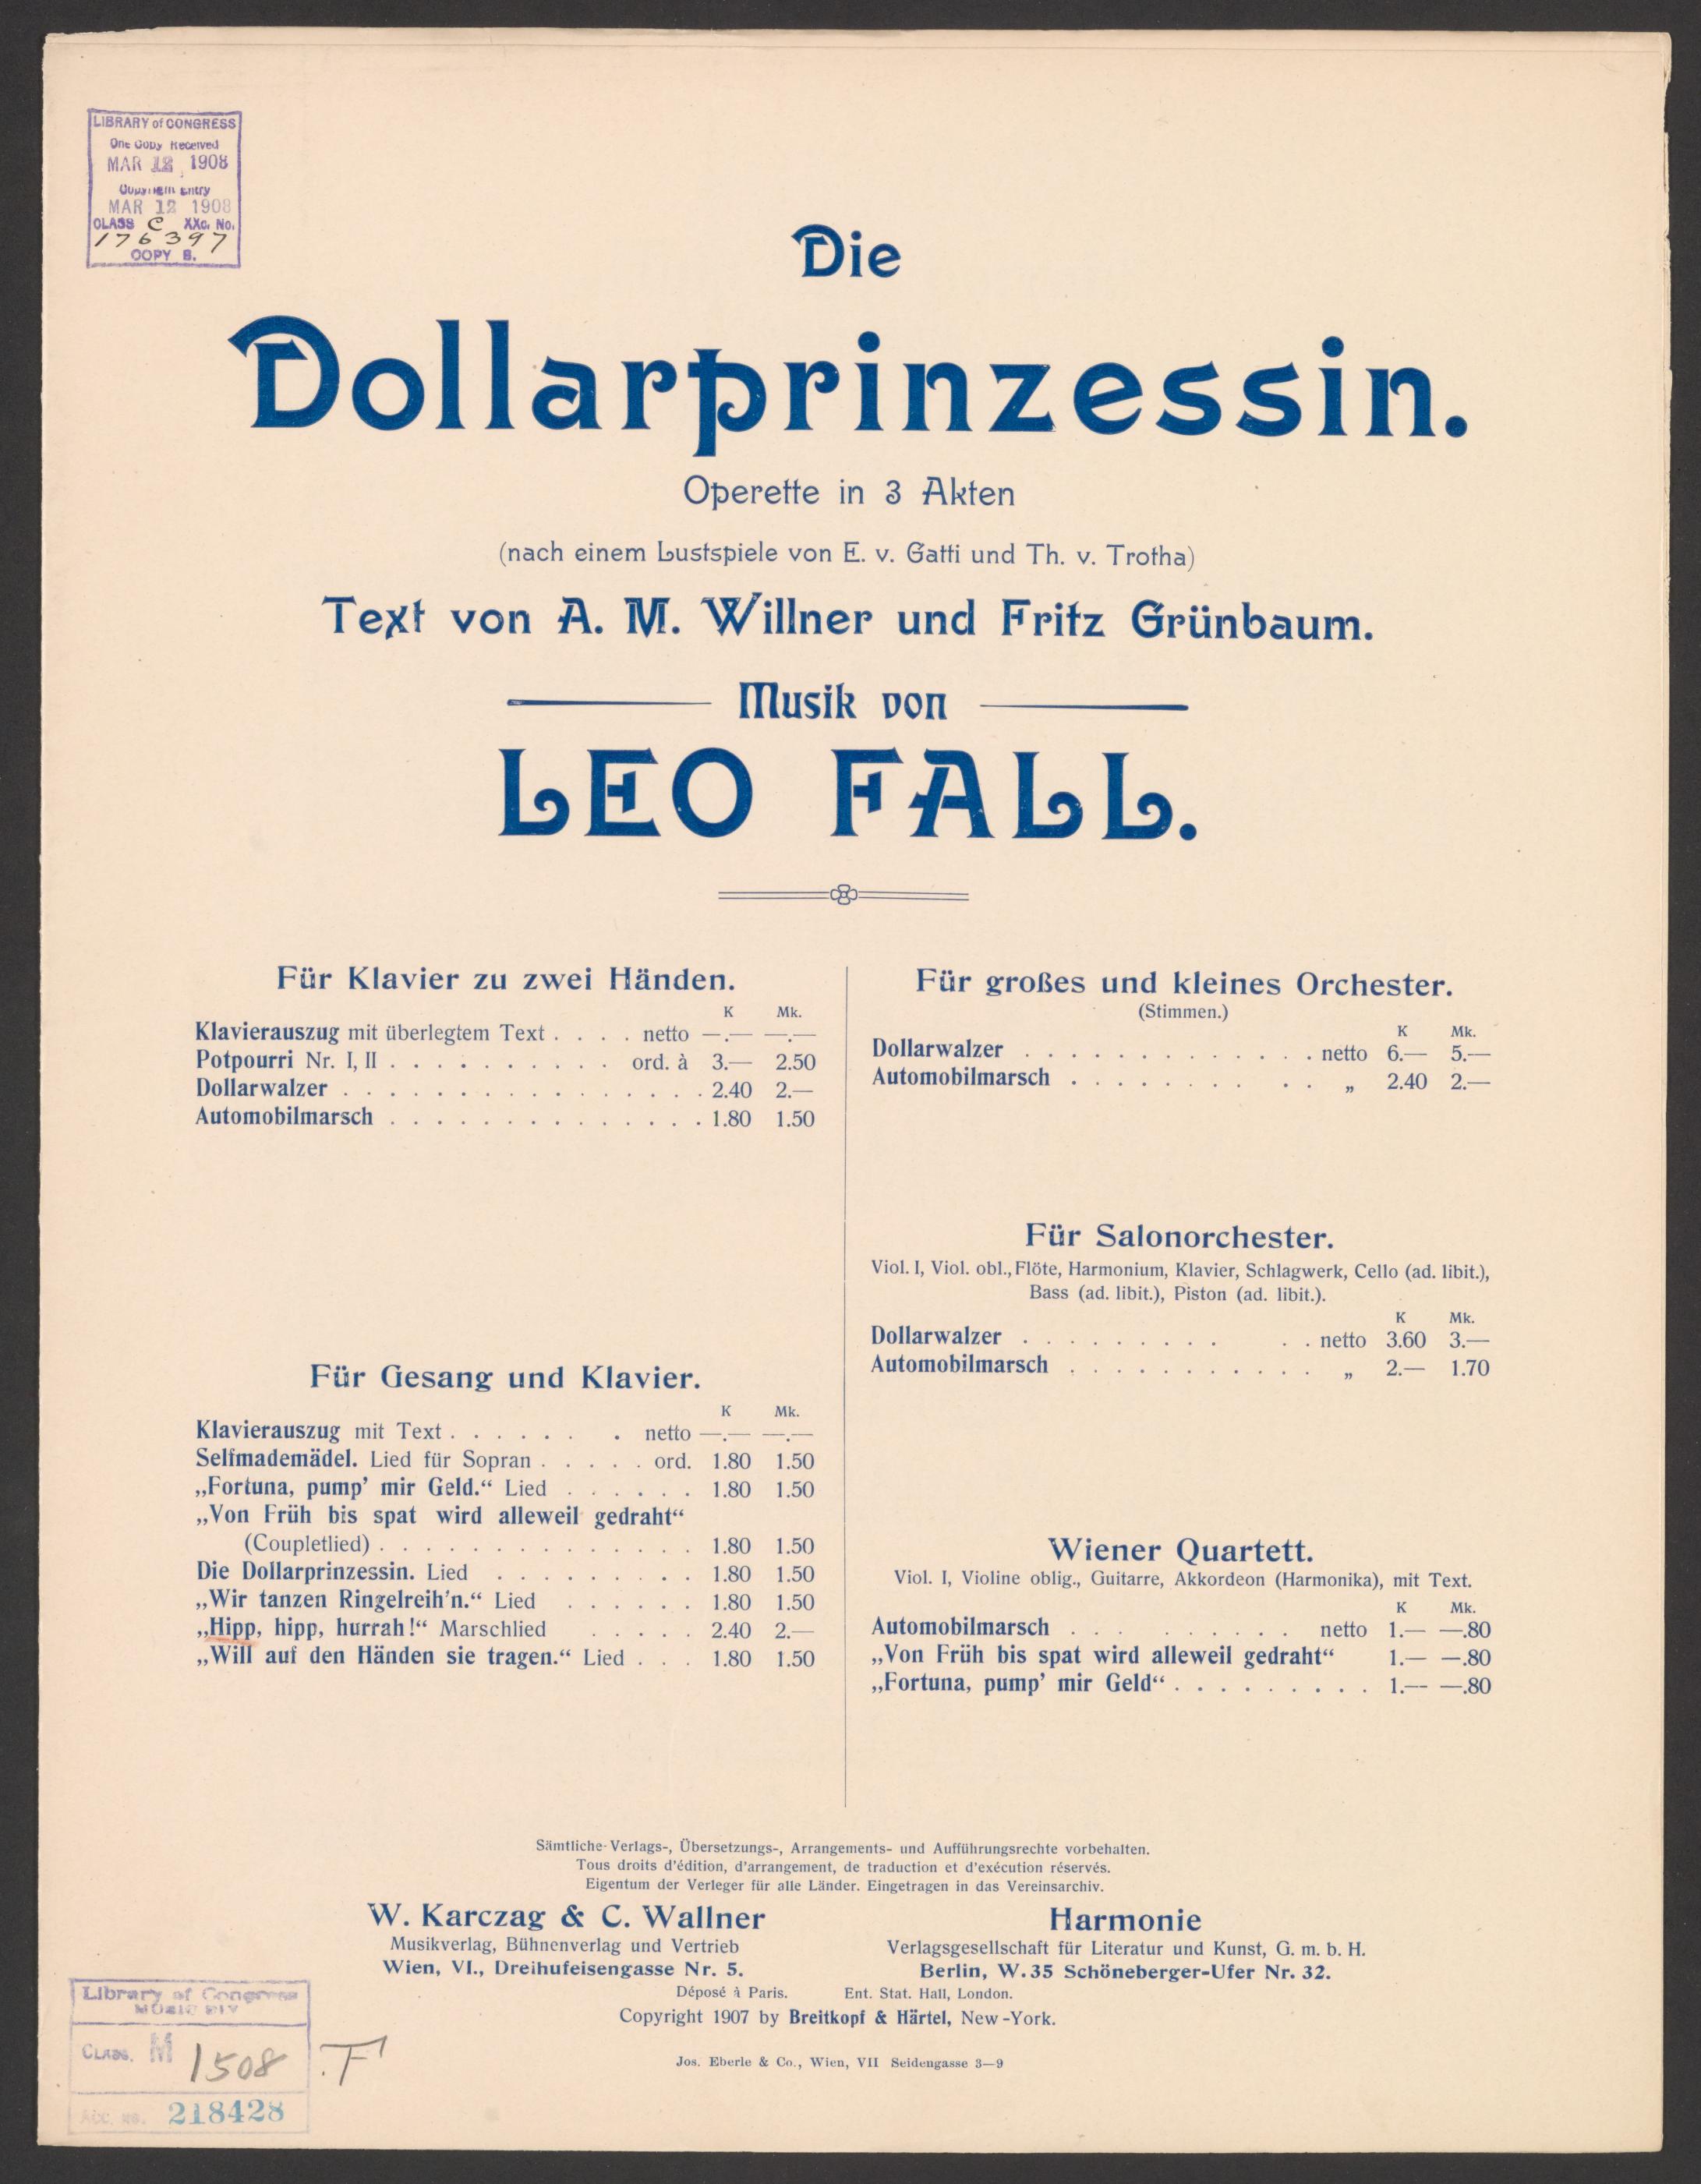 LIBRARY of CONGRESS
One Copy Received
MAR 12 1908
Copyright Entry
MAR 12 1908
CLASS C XXc. No.
176397
COPY B.
Die
Dollarprinzessin.
Operette in 3 Akten
(nach einem Lustspiele von E. v. Gatti und Th. v. Trotha)
Text von A. M. Willner und Fritz Grünbaum.
Musik von
LEO FALL.
Für Klavier zu zwei Händen.
K Mk.
Klavierauszug mit überlegtem Text . . . . netto —.— —.—
Potpourri Nr. I, II . . . . . . . . . . ord. à 3.— 2.50
Dollarwalzer . . . . . . . . . . . . . . . . 2.40 2.—
Automobilmarsch . . . . . . . . . . . . . . 1.80 1.50
Für Gesang und Klavier.
K Mk.
Klavierauszug mit Text . . . . . . . netto —.— —.—
Selfmademädel. Lied für Sopran . . . . . ord. 1.80 1.50
„Fortuna, pump’ mir Geld.“ Lied . . . . . . 1.80 1.50
„Von Früh bis spat wird alleweil gedraht“
(Coupletlied) . . . . . . . . . . . . . . 1.80 1.50
Die Dollarprinzessin. Lied . . . . . . . . . 1.80 1.50
„Wir tanzen Ringelreih’n.“ Lied . . . . . . 1.80 1.50
„Hipp, hipp, hurrah!“ Marschlied . . . . . 2.40 2.—
„Will auf den Händen sie tragen.“ Lied . . . 1.80 1.50
Für großes und kleines Orchester.
(Stimmen.)
K Mk.
Dollarwalzer . . . . . . . . . . . . . netto 6.— 5.—
Automobilmarsch . . . . . . . . . . „ 2.40 2.—
Für Salonorchester.
Viol. I, Viol. obl., Flöte, Harmonium, Klavier, Schlagwerk, Cello (ad. libit.),
Bass (ad. libit.), Piston (ad. libit.).
K Mk.
Dollarwalzer . . . . . . . . . . . netto 3.60 3.—
Automobilmarsch . . . . . . . . . . . „ 2.— 1.70
Wiener Quartett.
Viol. I, Violine oblig., Guitarre, Akkordeon (Harmonika), mit Text.
K Mk.
Automobilmarsch . . . . . . . . . netto 1.— —.80
„Von Früh bis spat wird alleweil gedraht“ 1.— —.80
„Fortuna, pump’ mir Geld“ . . . . . . . . . 1.— —.80
Sämtliche-Verlags-, Übersetzungs-, Arrangements- und Aufführungsrechte vorbehalten.
Tous droits d’édition, d’arrangement, de traduction et d’exécution réservés.
Eigentum der Verleger für alle Länder. Eingetragen in das Vereinsarchiv.
W. Karczag & C. Wallner
Musikverlag, Bühnenverlag und Vertrieb
Wien, VI., Dreihufeisengasse Nr. 5.
Harmonie
Verlagsgesellschaft für Literatur und Kunst, G. m. b. H.
Berlin, W. 35 Schöneberger-Ufer Nr. 32.
Déposé à Paris. Ent. Stat. Hall, London.
Copyright 1907 by Breitkopf & Härtel, New-York.
Jos. Eberle & Co., Wien, VII Seidengasse 3—9
Library of Congress
MUSIC DIV
CLASS. M 1508 .F
Acc. no. 218428